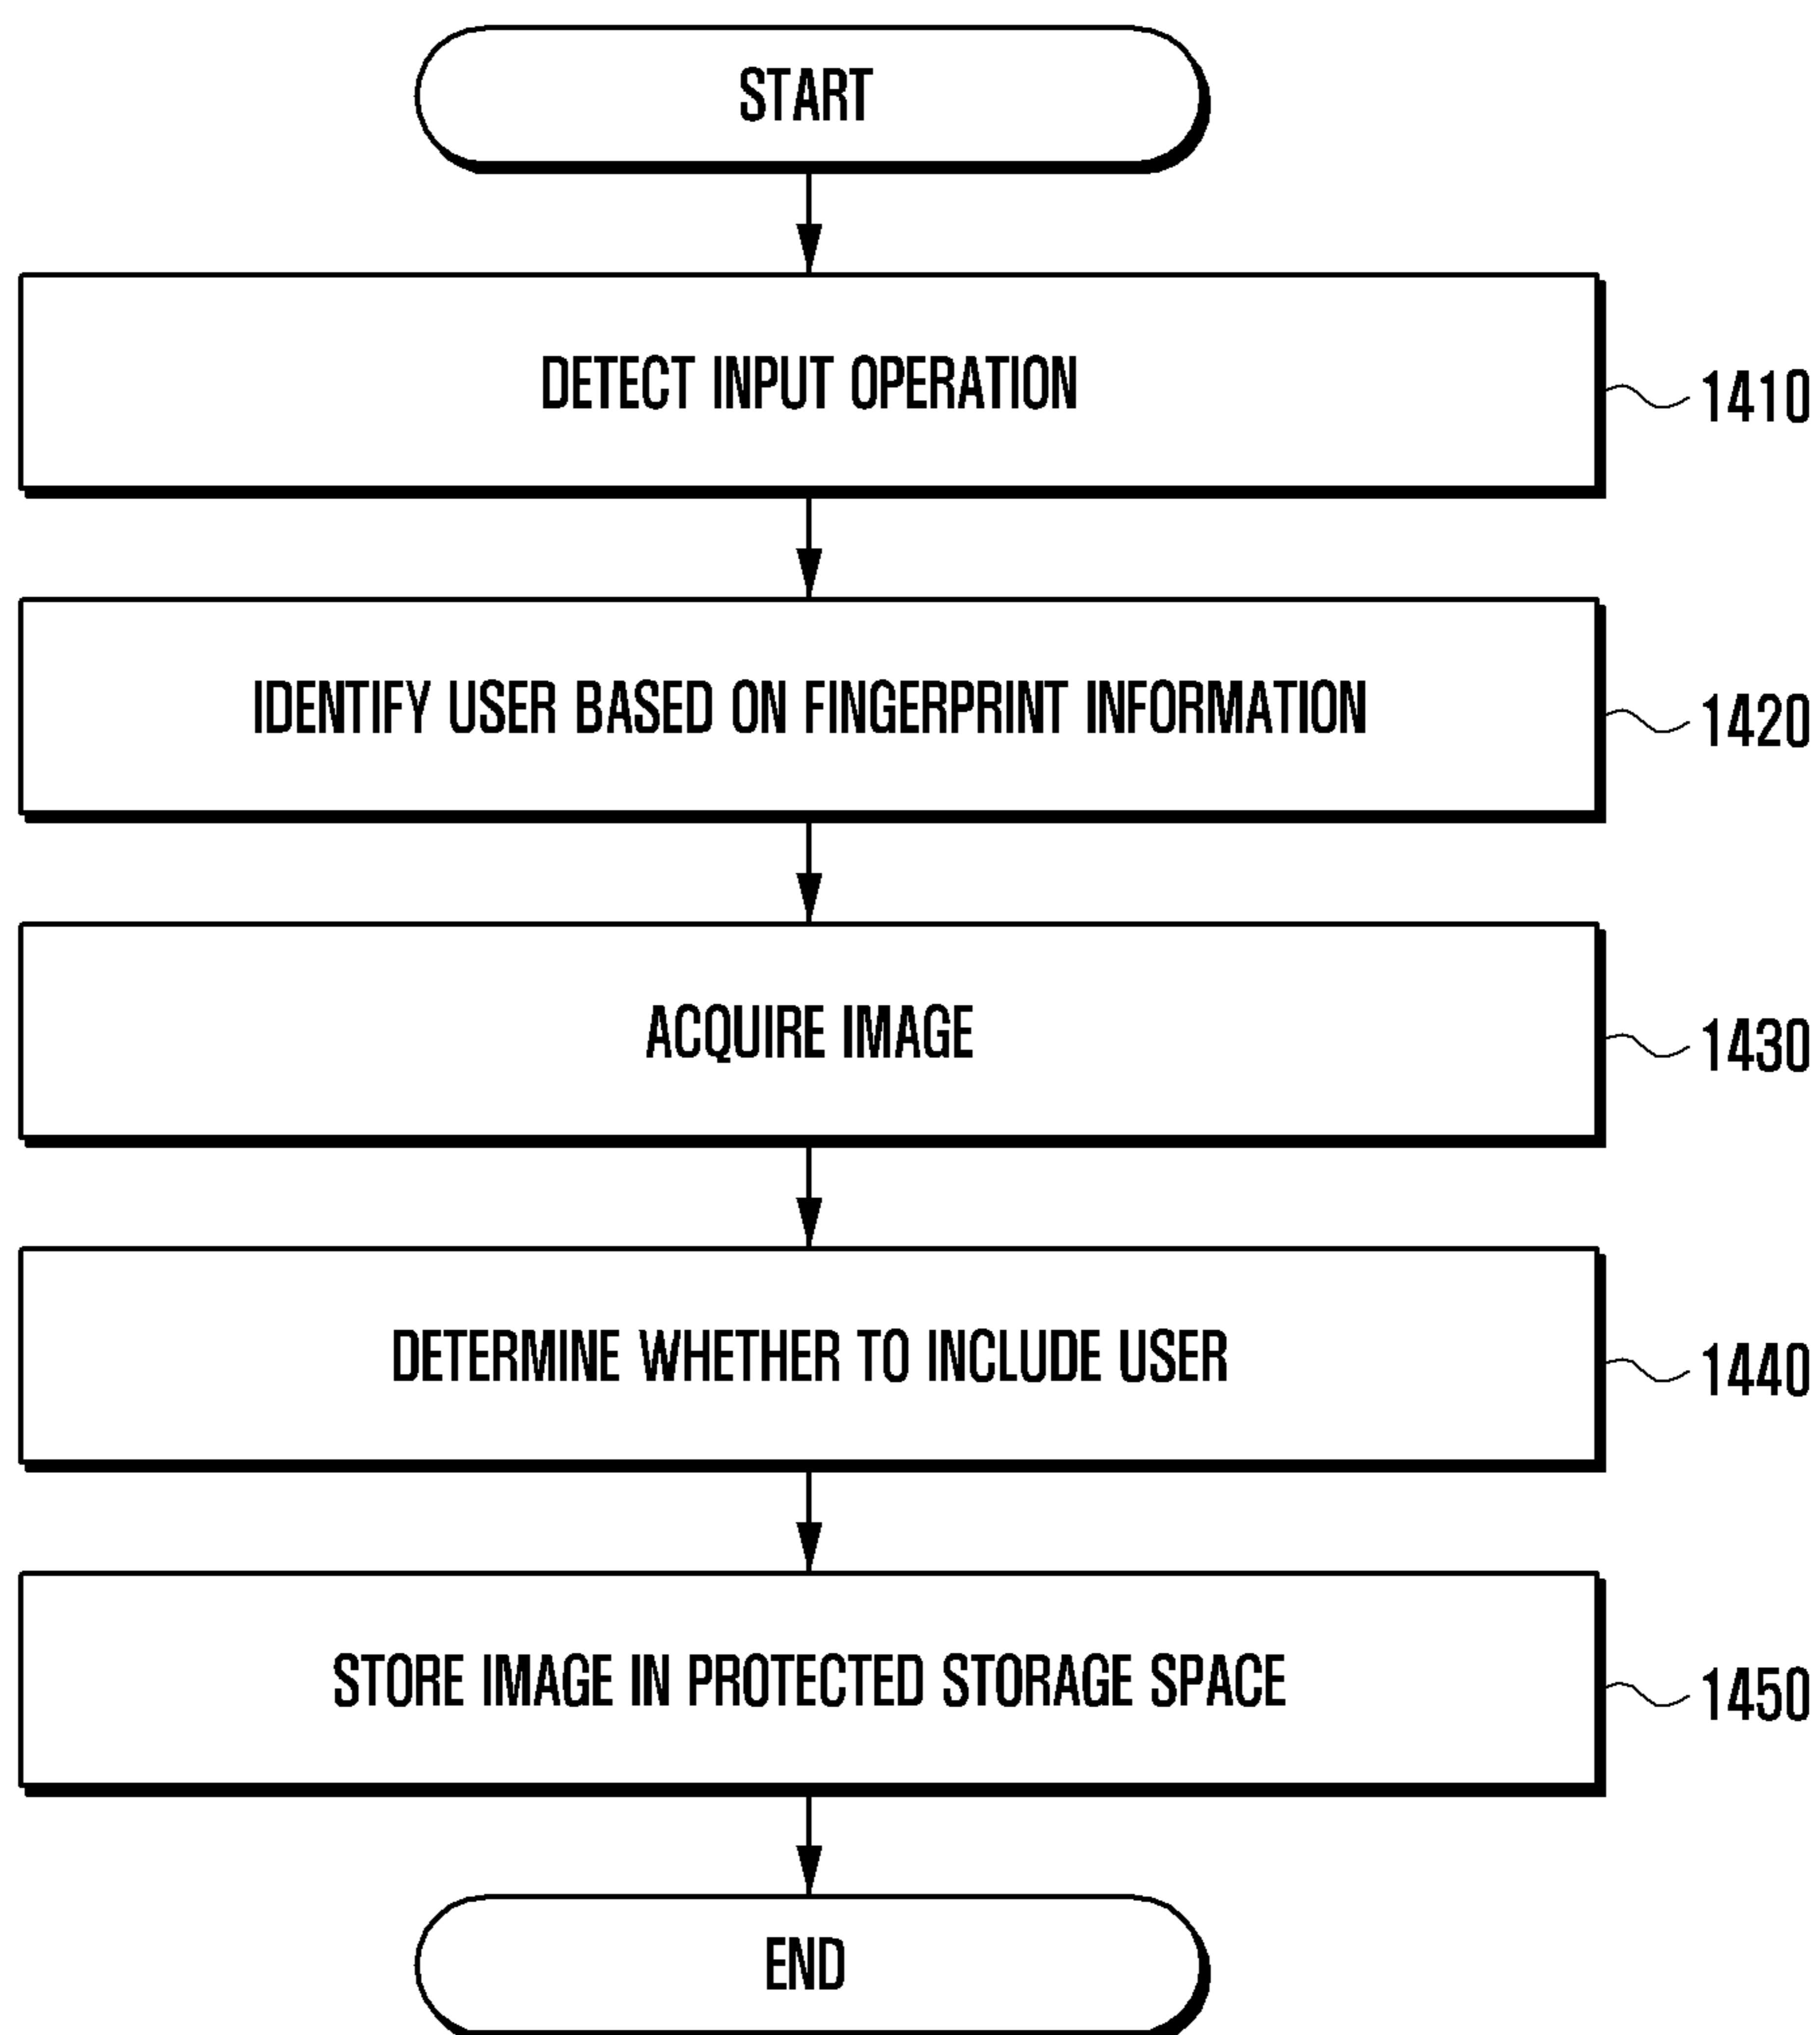 START
DETECT INPUT OPERATION
1410
IDENTIFY USER BASED ON FINGERPRINT INFORMATION
1420
ACQUIRE IMAGE
1430
DETERMINE WHETHER TO INCLUDE USER
1440
STORE IMAGE IN PROTECTED STORAGE SPACE
1450
END